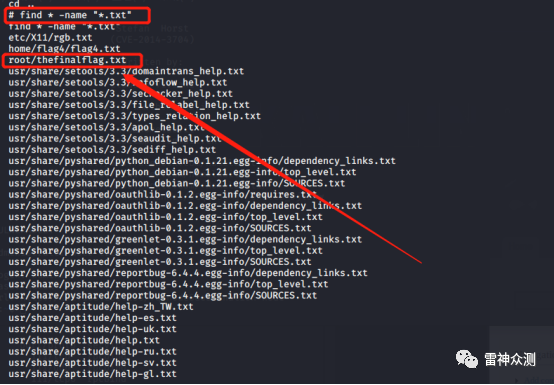 cd ..
# find * -name "*.txt"
find * -name "*.txt"
etc/X11/rgb.txt
home/flag4/flag4.txt
root/thefinalflag.txt
usr/share/setools/3.3/domaintrans_help.txt
usr/share/setools/3.3/infoflow_help.txt
usr/share/setools/3.3/sechecker_help.txt
usr/share/setools/3.3/file_relabel_help.txt
usr/share/setools/3.3/types_relation_help.txt
usr/share/setools/3.3/apol_help.txt
usr/share/setools/3.3/seaudit_help.txt
usr/share/setools/3.3/sediff_help.txt
usr/share/pyshared/python_debian-0.1.21.egg-info/dependency_links.txt
usr/share/pyshared/python_debian-0.1.21.egg-info/top_level.txt
usr/share/pyshared/python_debian-0.1.21.egg-info/SOURCES.txt
usr/share/pyshared/oauthlib-0.1.2.egg-info/requires.txt
usr/share/pyshared/oauthlib-0.1.2.egg-info/dependency_links.txt
usr/share/pyshared/oauthlib-0.1.2.egg-info/top_level.txt
usr/share/pyshared/oauthlib-0.1.2.egg-info/SOURCES.txt
usr/share/pyshared/greenlet-0.3.1.egg-info/dependency_links.txt
usr/share/pyshared/greenlet-0.3.1.egg-info/top_level.txt
usr/share/pyshared/greenlet-0.3.1.egg-info/SOURCES.txt
usr/share/pyshared/reportbug-6.4.4.egg-info/dependency_links.txt
usr/share/pyshared/reportbug-6.4.4.egg-info/top_level.txt
usr/share/pyshared/reportbug-6.4.4.egg-info/SOURCES.txt
usr/share/aptitude/help-zh_TW.txt
usr/share/aptitude/help-es.txt
usr/share/aptitude/help-uk.txt
usr/share/aptitude/help.txt
usr/share/aptitude/help-ru.txt
usr/share/aptitude/help-sv.txt
usr/share/aptitude/help-gl.txt
雷神众测